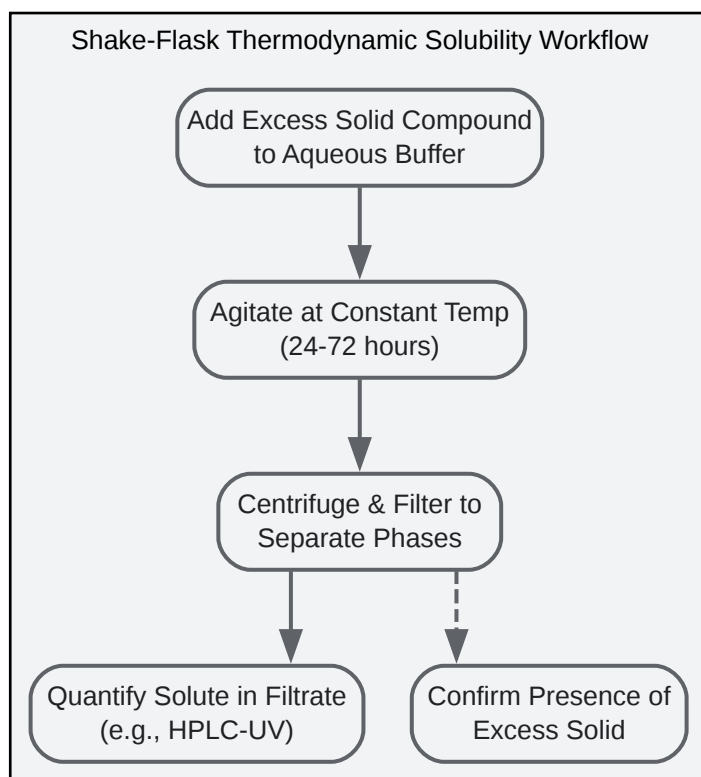 Shake-Flask Thermodynamic Solubility Workflow
Add Excess Solid Compound
to Aqueous Buffer
Agitate at Constant Temp
(24-72 hours)
Centrifuge & Filter to
Separate Phases
Quantify Solute in Filtrate
(e.g., HPLC-UV)
Confirm Presence of
Excess Solid